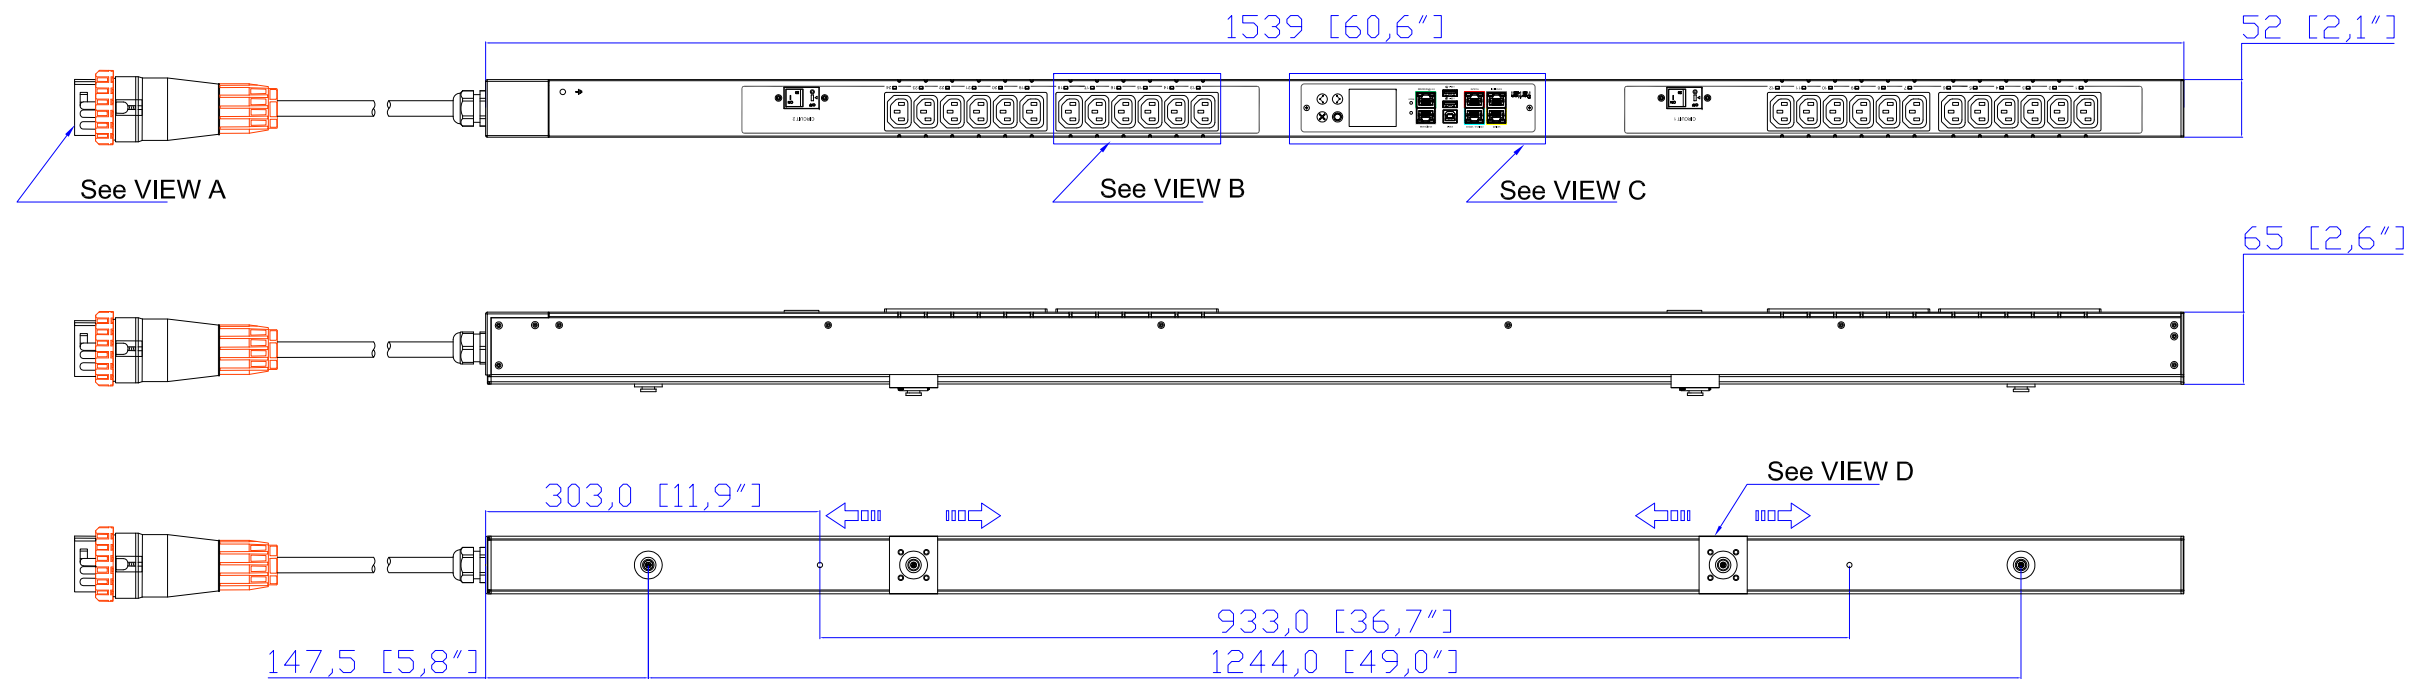 1539 [60,6"]
52 [2,1"]
See VIEW A
See VIEW B
See VIEW C
65 [2,6"]
See VIEW D
303,0 [11,9"]
933,0 [36,7"]
147,5 [5,8"]
1244,0 [49,0"]